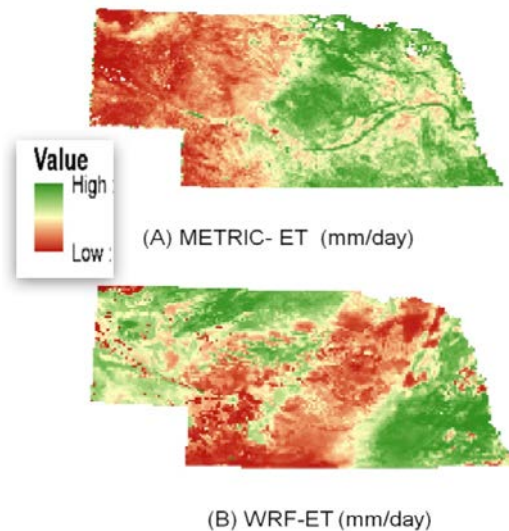 Value
High :
Low :
(A) METRIC- ET (mm/day)
(B) WRF-ET (mm/day)